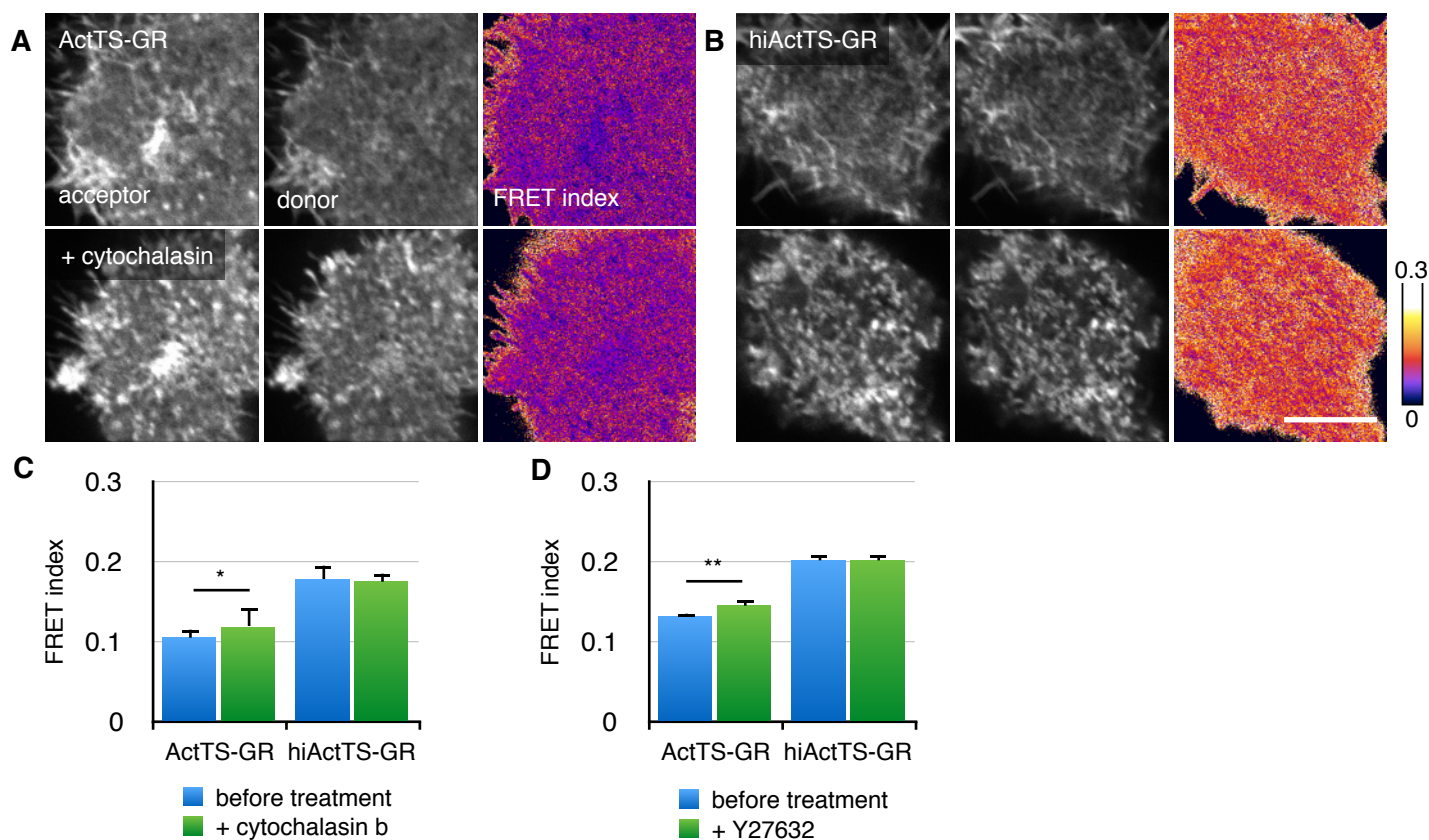 A
ActTS-GR
acceptor
donor
FRET index
+ cytochalasin
B
hiActTS-GR
0.3
0
C
0.3
0.2
0.1
0
FRET index
*
ActTS-GR
hiActTS-GR
before treatment
+ cytochalasin b
D
0.3
0.2
0.1
0
FRET index
**
ActTS-GR
hiActTS-GR
before treatment
+ Y27632